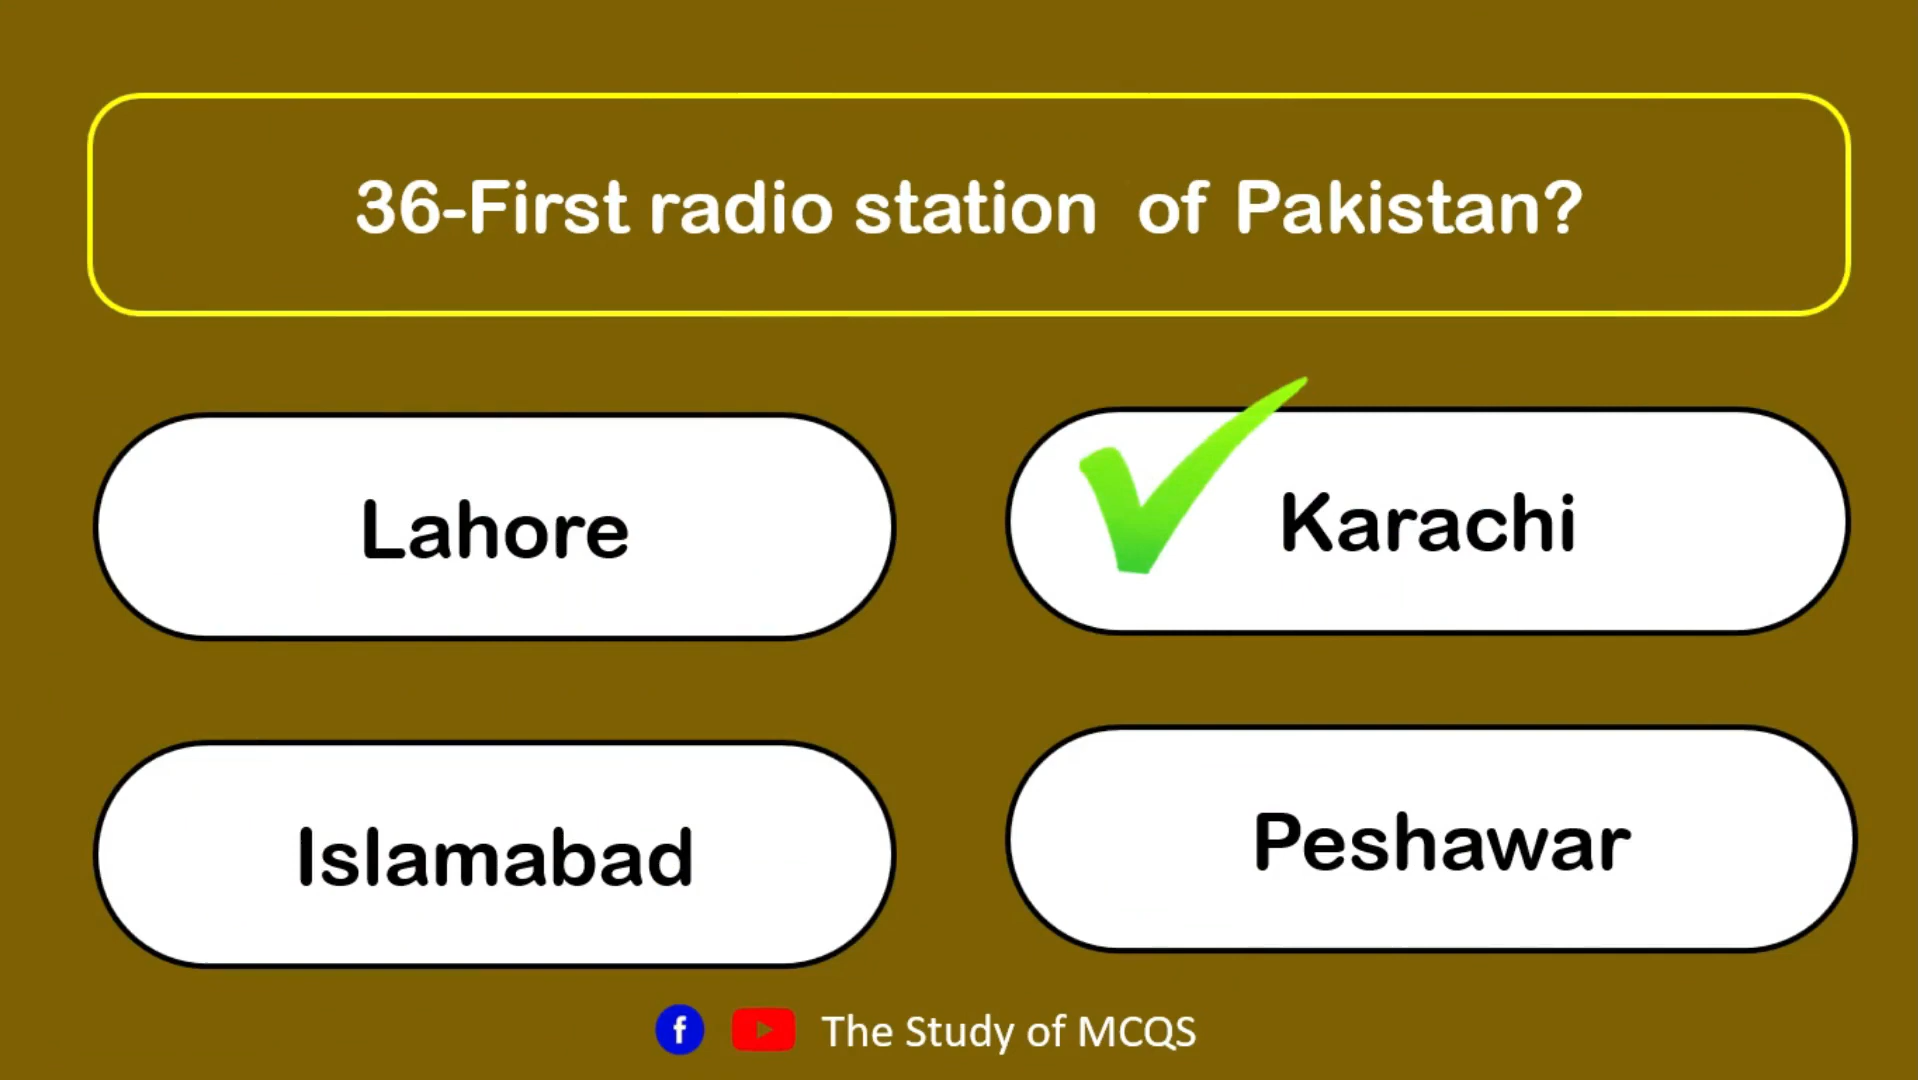 36-First radio station  of Pakistan?
Lahore
Karachi
Islamabad
Peshawar
f The Study of MCQS